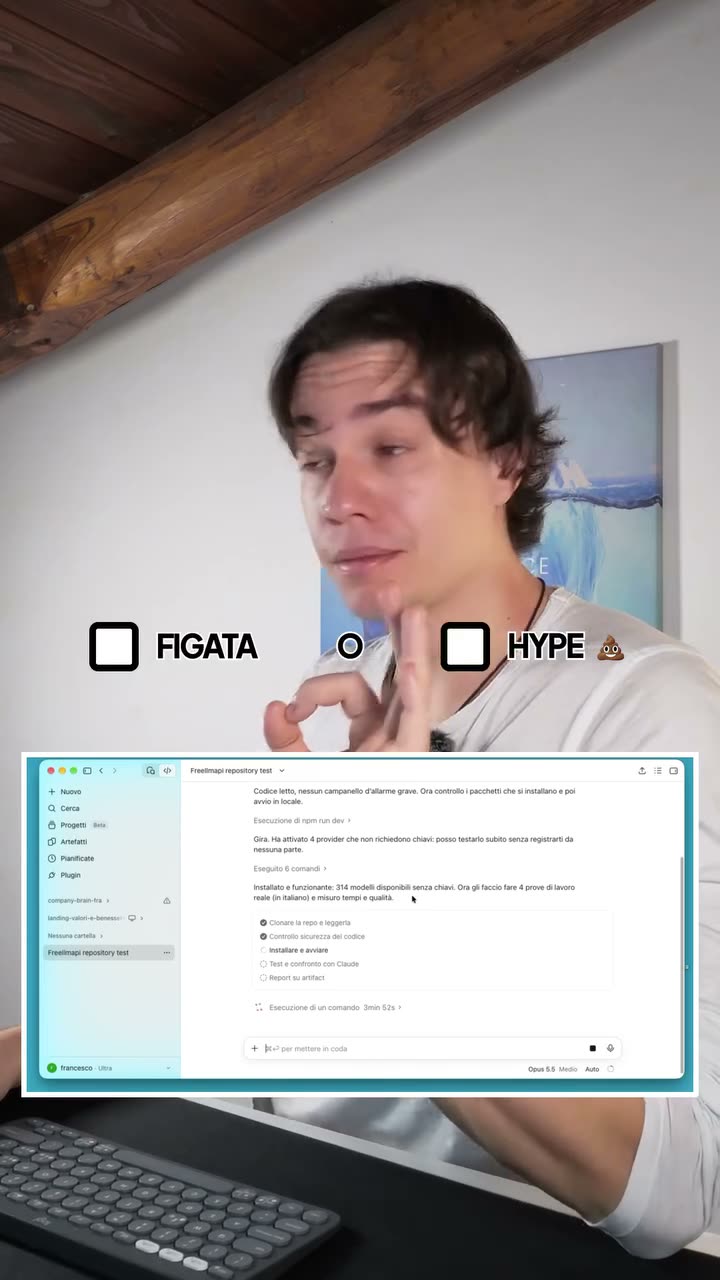 CE
FIGATA O HYPE 💩
Freellmapi repository test
Nuovo
Cerca
Progetti Beta
Artefatti
Pianificate
Plugin
company-brain-tra
landing-valori-e-benesse
Nessuna cartella
Freellmapi repository test
francesco · Ultra
Codice letto, nessun campanello d'allarme grave. Ora controllo i pacchetti che si installano e poi
avvio in locale.
Esecuzione di npm run dev >
Gira. Ha attivato 4 provider che non richiedono chiavi: posso testarlo subito senza registrarti da
nessuna parte.
Eseguito 6 comandi >
Installato e funzionante: 314 modelli disponibili senza chiavi. Ora gli faccio fare 4 prove di lavoro
reale (in italiano) e misuro tempi e qualità.
Clonare la repo e leggerla
Controllo sicurezza del codice
Installare e avviare
Test e confronto con Claude
Report su artifact
Esecuzione di un comando 3min 52s >
⌘⏎ per mettere in coda
Opus 5.5 Medio Auto